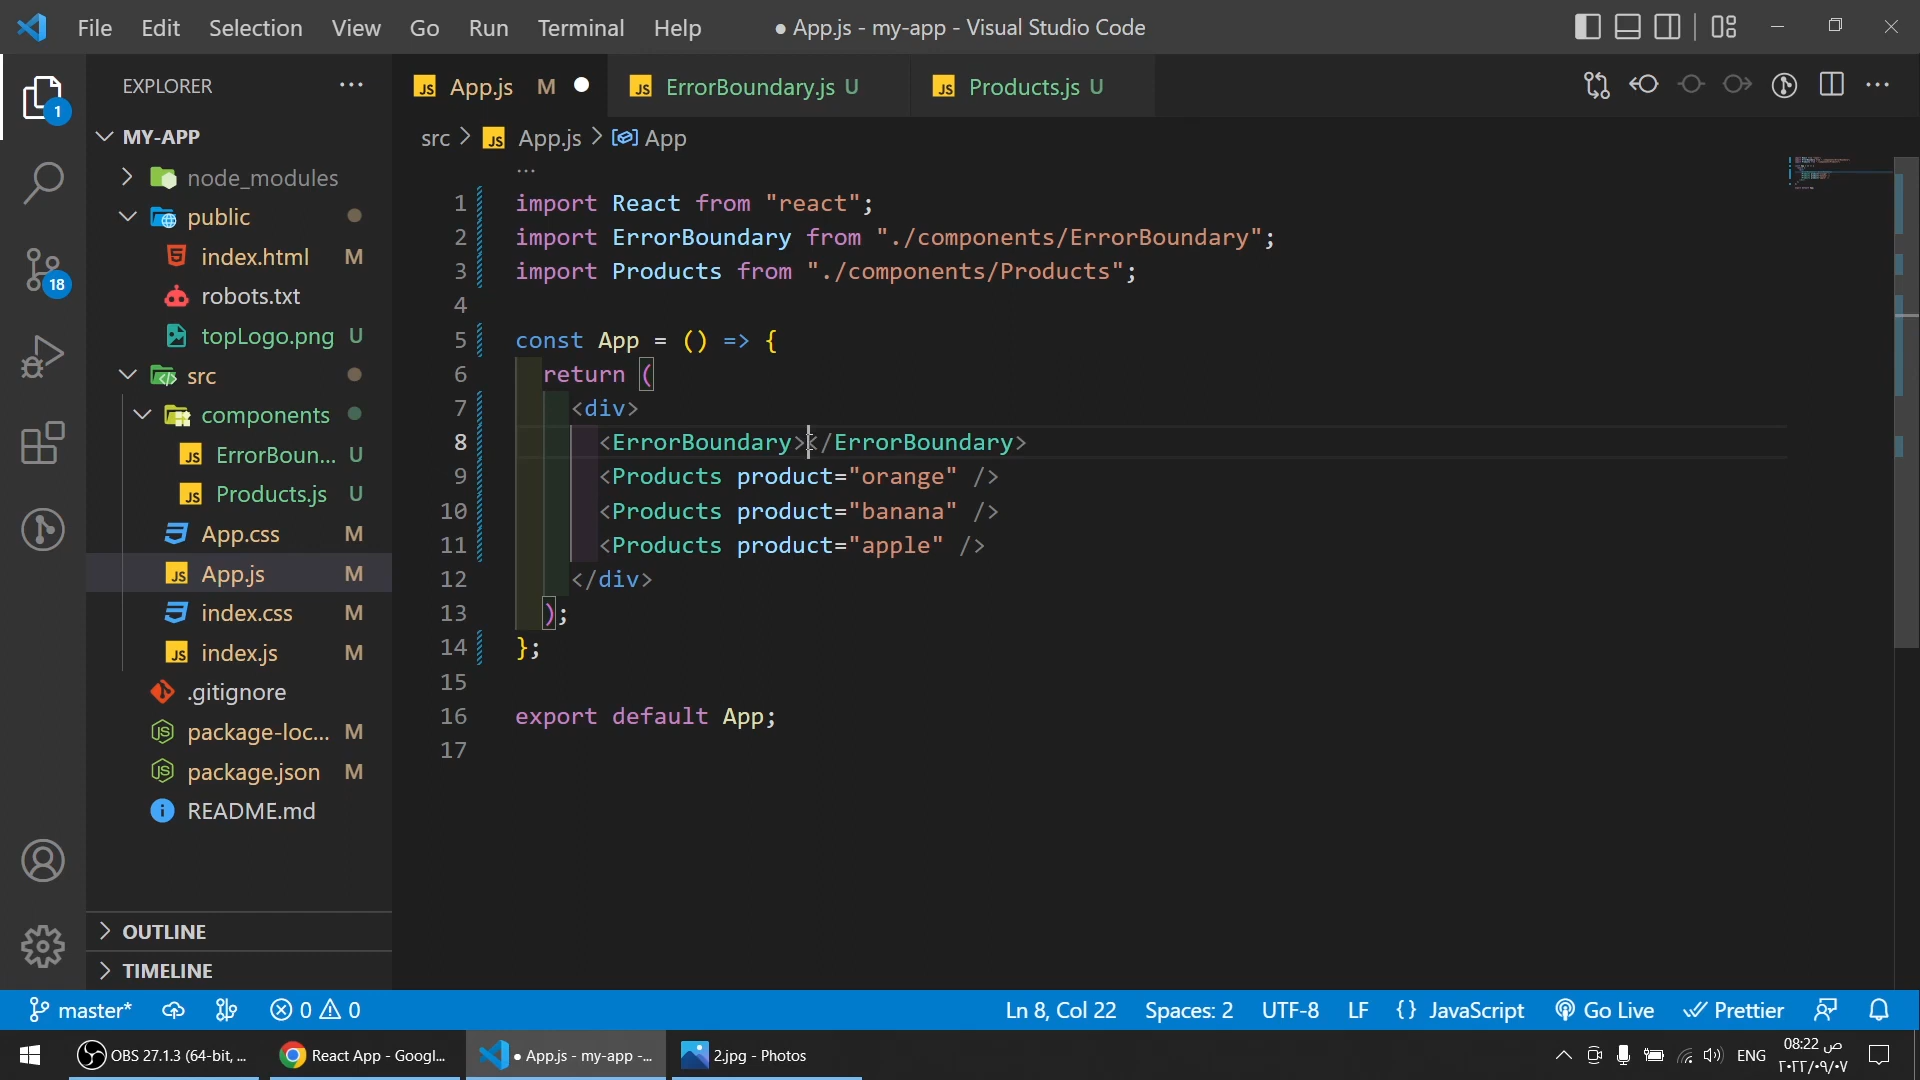 File Edit Selection View Go Run Terminal Help
● App.js - my-app - Visual Studio Code
1
EXPLORER ...
MY-APP
node_modules
public
index.html M
robots.txt
topLogo.png U
src
components
ErrorBoun... U
Products.js U
App.css M
App.js M
index.css M
index.js M
.gitignore
package-loc... M
package.json M
README.md
OUTLINE
TIMELINE
18
App.js M
ErrorBoundary.js U
Products.js U
src > App.js > App
...
1 import React from "react";
2 import ErrorBoundary from "./components/ErrorBoundary";
3 import Products from "./components/Products";
4
5 const App = () => {
6 return (
7 <div>
8 <ErrorBoundary></ErrorBoundary>
9 <Products product="orange" />
10 <Products product="banana" />
11 <Products product="apple" />
12 </div>
13 );
14 };
15
16 export default App;
17
master* 0 0
Ln 8, Col 22 Spaces: 2 UTF-8 LF {} JavaScript Go Live Prettier
OBS 27.1.3 (64-bit, ...
React App - Googl...
● App.js - my-app -...
2.jpg - Photos
ENG
08:22 ص
٢٠٢٢/٠٩/٠٧